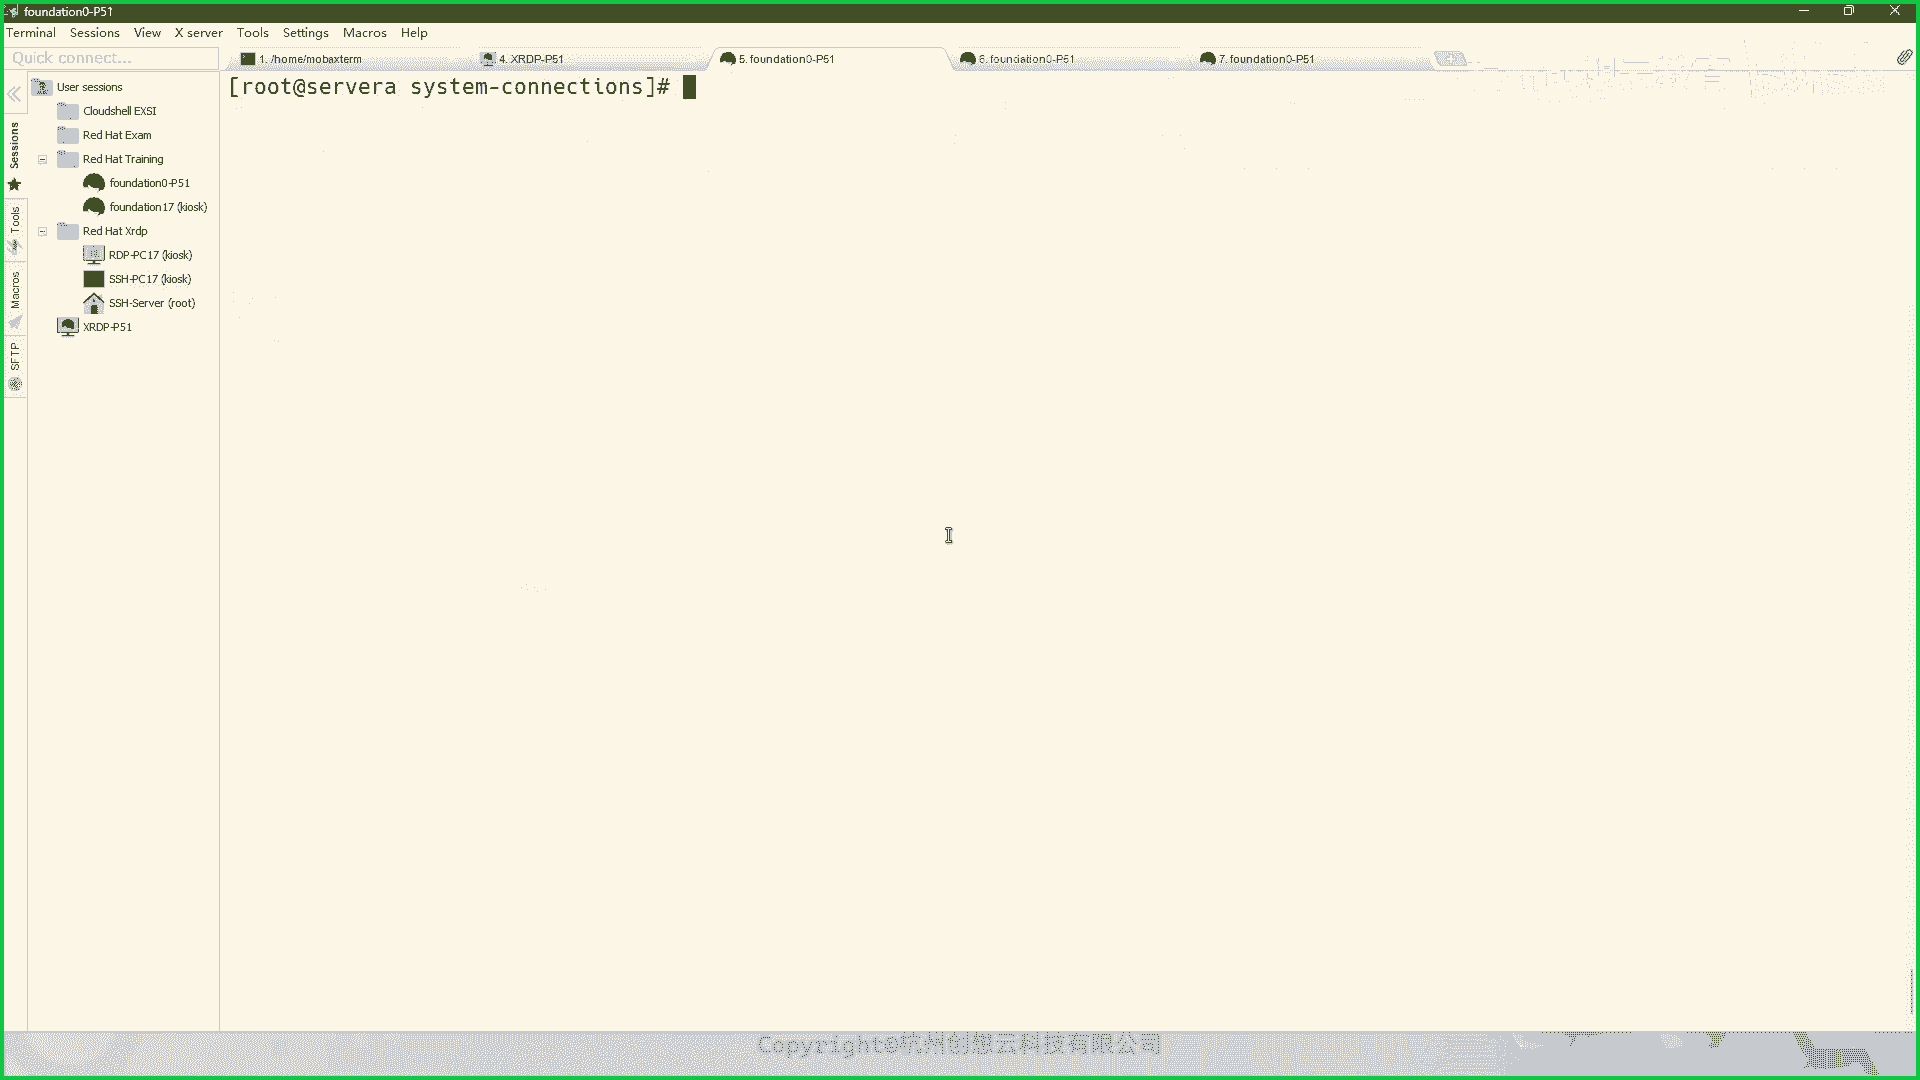 foundation0-P51
Terminal Sessions View X server Tools Settings Macros Help
Quick connect...
1. /home/mobaxterm
4. XRDP-P51
5. foundation0-P51
6. foundation0-P51
7. foundation0-P51
[root@servera system-connections]#
User sessions
Cloudshell EXSI
Red Hat Exam
Red Hat Training
foundation0-P51
foundation17 (kiosk)
Red Hat Xrdp
RDP-PC17 (kiosk)
SSH-PC17 (kiosk)
SSH-Server (root)
XRDP-P51
Sessions
Tools
Macros
SFTP
Copyright@杭州创想云科技有限公司